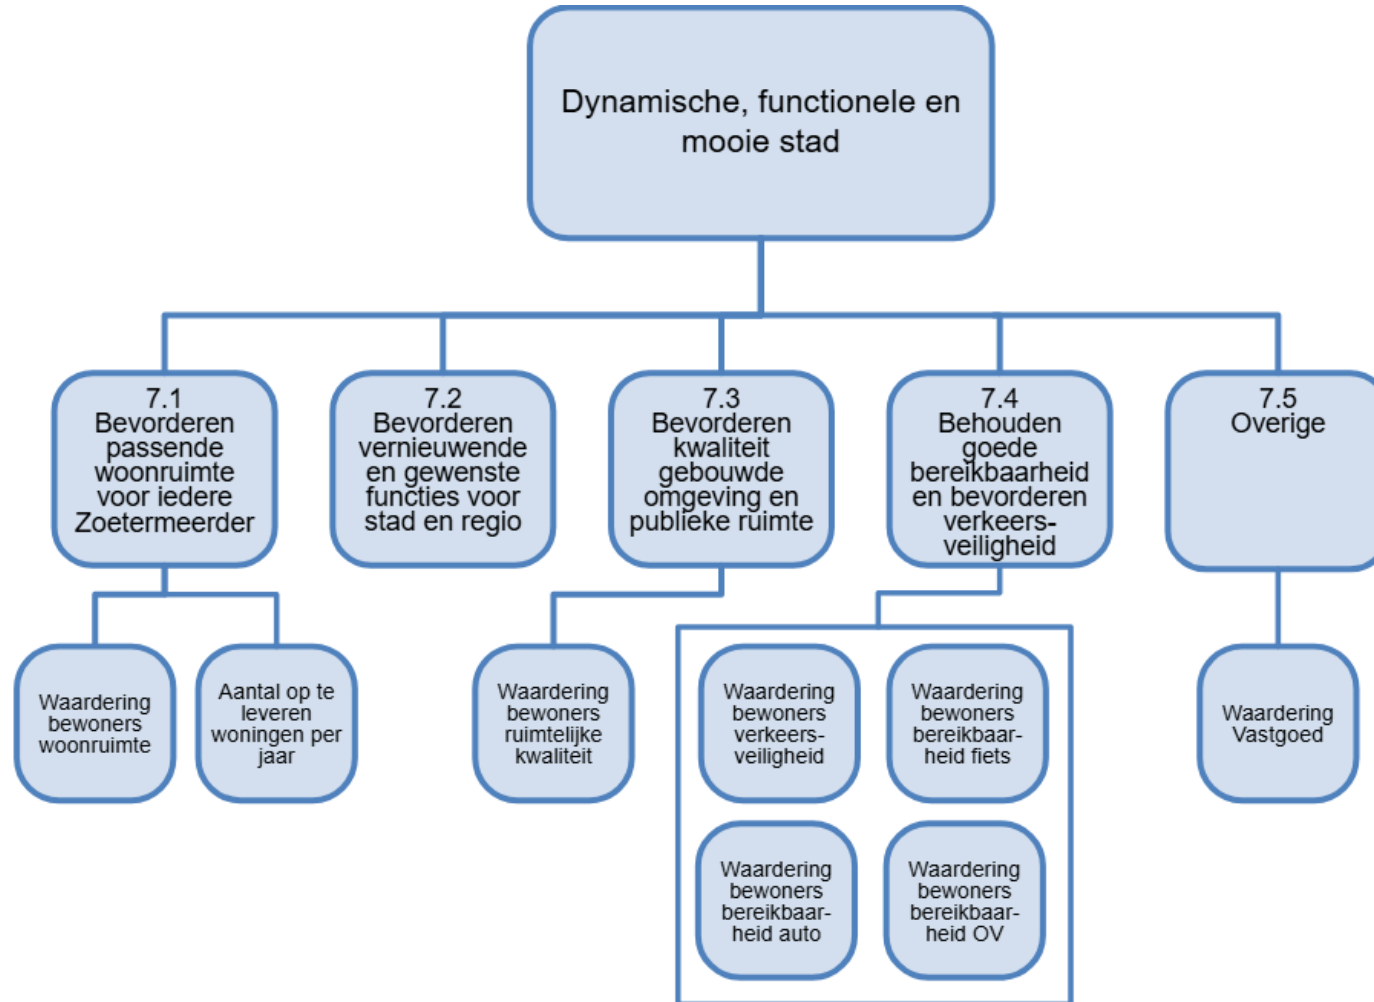 Dynamische, functionele en
mooie stad
7.1
Bevorderen
passende
woonruimte
voor iedere
Zoetermeerder
7.2
Bevorderen
vernieuwende
en gewenste
functies voor
stad en regio
7.3
Bevorderen
kwaliteit
gebouwde
omgeving en
publieke ruimte
7.4
Behouden
goede
bereikbaarheid
en bevorderen
verkeers-
veiligheid
7.5
Overige
Waardering
bewoners
woonruimte
Aantal op te
leveren
woningen per
jaar
Waardering
bewoners
ruimtelijke
kwaliteit
Waardering
bewoners
verkeers-
veiligheid
Waardering
bewoners
bereikbaar-
heid fiets
Waardering
Vastgoed
Waardering
bewoners
bereikbaar-
heid auto
Waardering
bewoners
bereikbaar-
heid OV